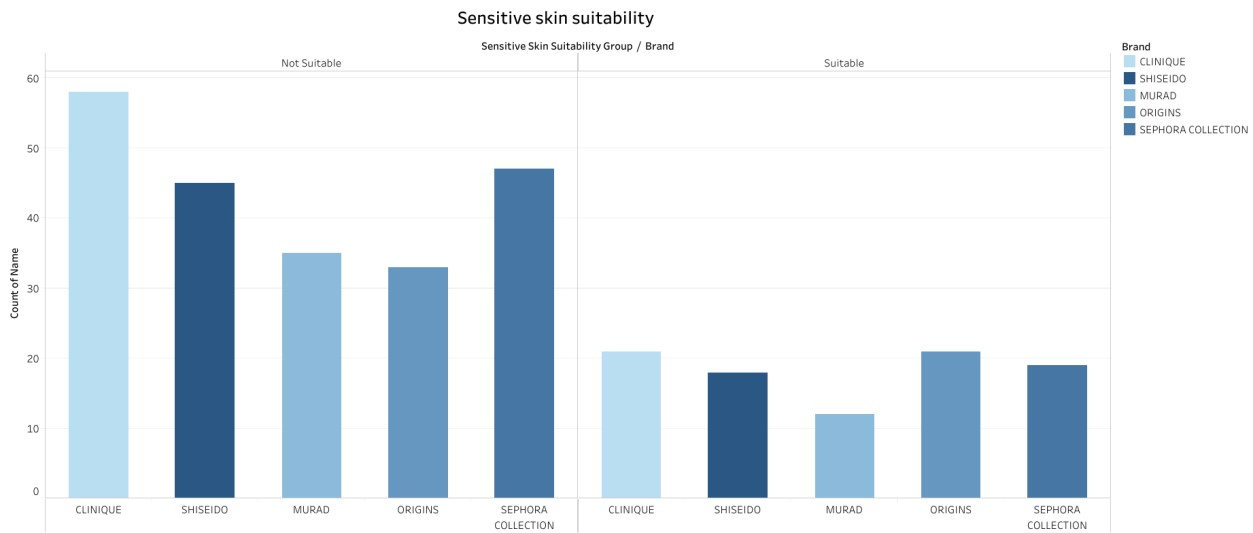 Sensitive skin suitability
Sensitive Skin Suitability Group / Brand
Not Suitable
Suitable
Count of Name
60
50
40
30
20
10
0
CLINIQUE
SHISEIDO
MURAD
ORIGINS
SEPHORA
COLLECTION
CLINIQUE
SHISEIDO
MURAD
ORIGINS
SEPHORA
COLLECTION
Brand
CLINIQUE
SHISEIDO
MURAD
ORIGINS
SEPHORA COLLECTION